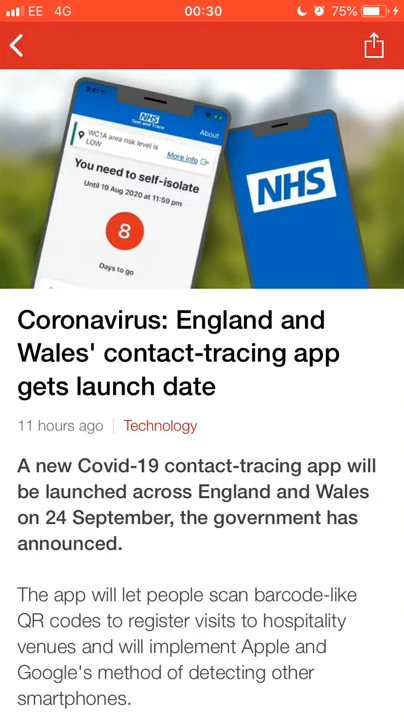 EE 4G 00:30 75%
9:41
NHS
Test and Trace
About
WC1A area risk level is
LOW
More info
You need to self-isolate
Until 19 Aug 2020 at 11:59 pm
8
Days to go
NHS
Coronavirus: England and
Wales' contact-tracing app
gets launch date
11 hours ago | Technology
A new Covid-19 contact-tracing app will
be launched across England and Wales
on 24 September, the government has
announced.
The app will let people scan barcode-like
QR codes to register visits to hospitality
venues and will implement Apple and
Google's method of detecting other
smartphones.